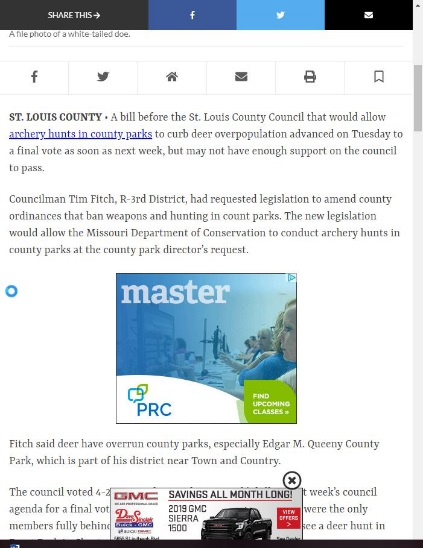 SHARE THIS →
A file photo of a white-tailed doe.
ST. LOUIS COUNTY • A bill before the St. Louis County Council that would allow
archery hunts in county parks to curb deer overpopulation advanced on Tuesday to
a final vote as soon as next week, but may not have enough support on the council
to pass.
Councilman Tim Fitch, R-3rd District, had requested legislation to amend county
ordinances that ban weapons and hunting in count parks. The new legislation
would allow the Missouri Department of Conservation to conduct archery hunts in
county parks at the county park director's request.
master
PRC
FIND
UPCOMING
CLASSES »
Fitch said deer have overrun county parks, especially Edgar M. Queeny County
Park, which is part of his district near Town and Country.
The council voted 4-2
t week's council
agenda for a final vot
were the only
members fully behind
a deer hunt in
GMC
SAVINGS ALL MONTH LONG!
2019 GMC
SIERRA
1500
VIEW
OFFERS
Buick - GMC